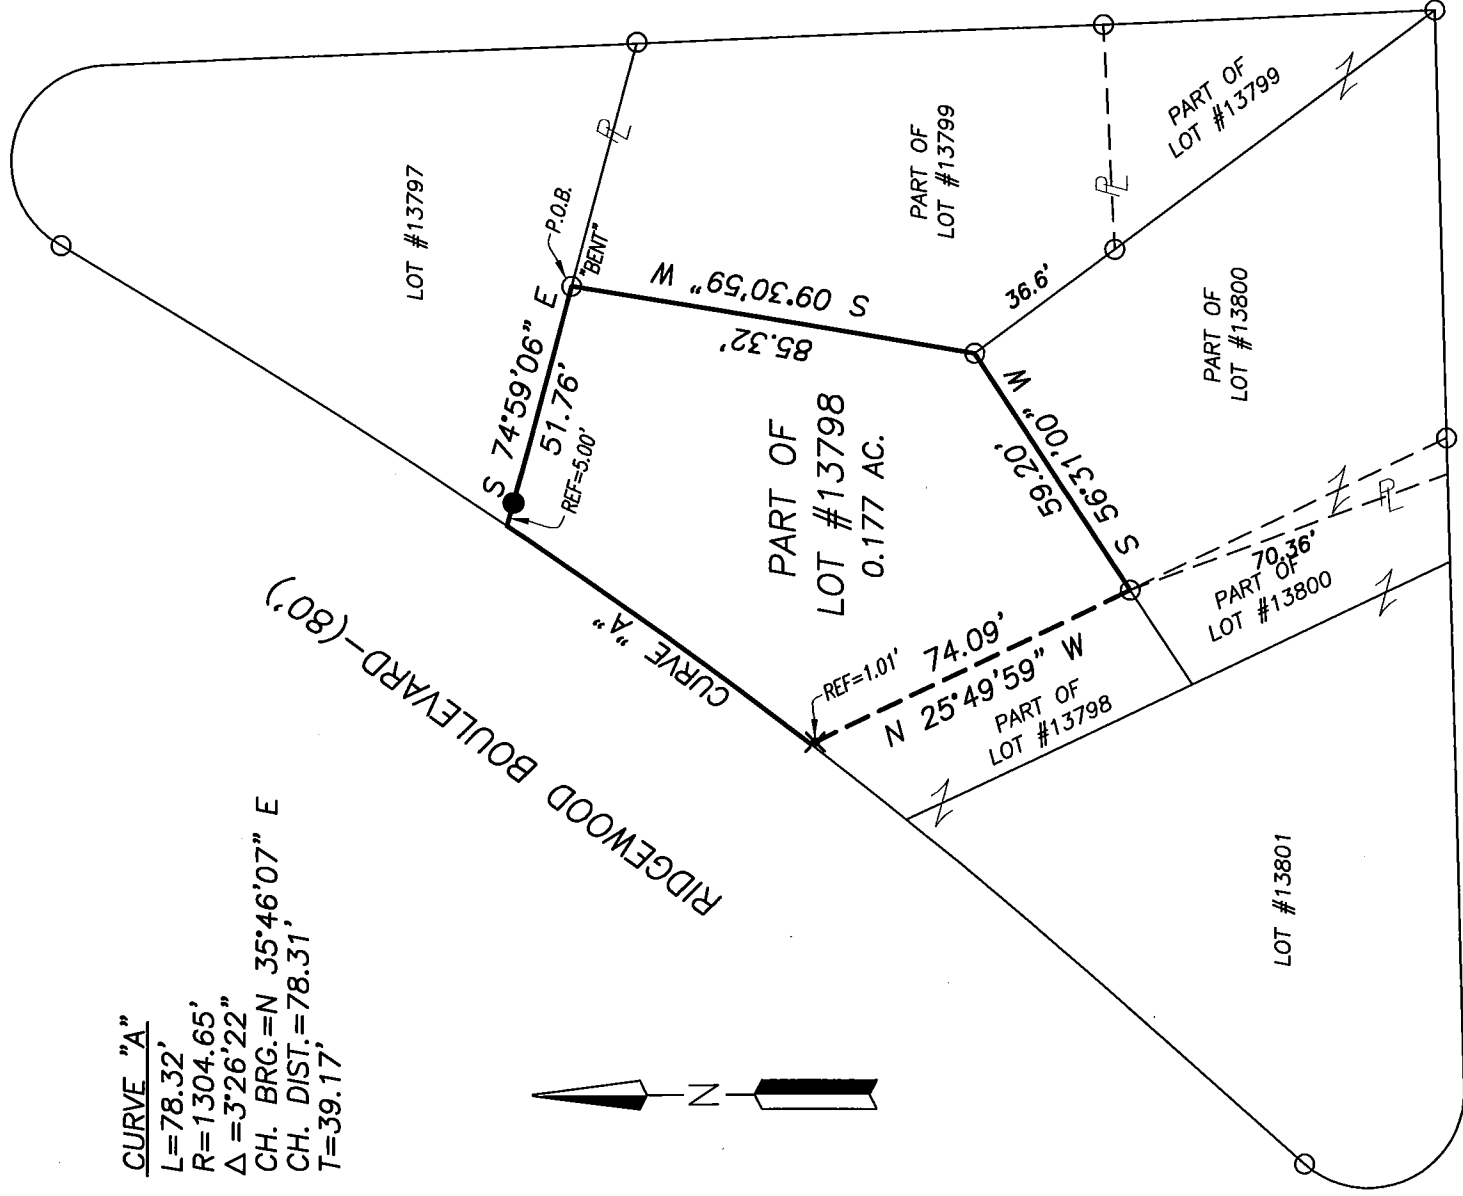 CURVE "A"
L=78.32'
R=1304.65'
Δ=3°26'22"
CH. BRG.=N 35°46'07" E
CH. DIST.=78.31'
T=39.17'
N
RIDGEWOOD BOULEVARD-(80')
CURVE "A"
LOT #13797
P.O.B.
"BENT"
S 74°59'06" E
51.76'
REF=5.00'
PL
PART OF
LOT #13799
S 09°30'59" W
85.32'
PART OF
LOT #13798
0.177 AC.
36.6'
PL
PART OF
LOT #13799
Z
PART OF
LOT #13800
59.20'
S 56°31'00" W
REF=1.01'
74.09'
N 25°49'59" W
PART OF
LOT #13798
Z
70.36'
PART OF
LOT #13800
Z
PL
Z
LOT #13801